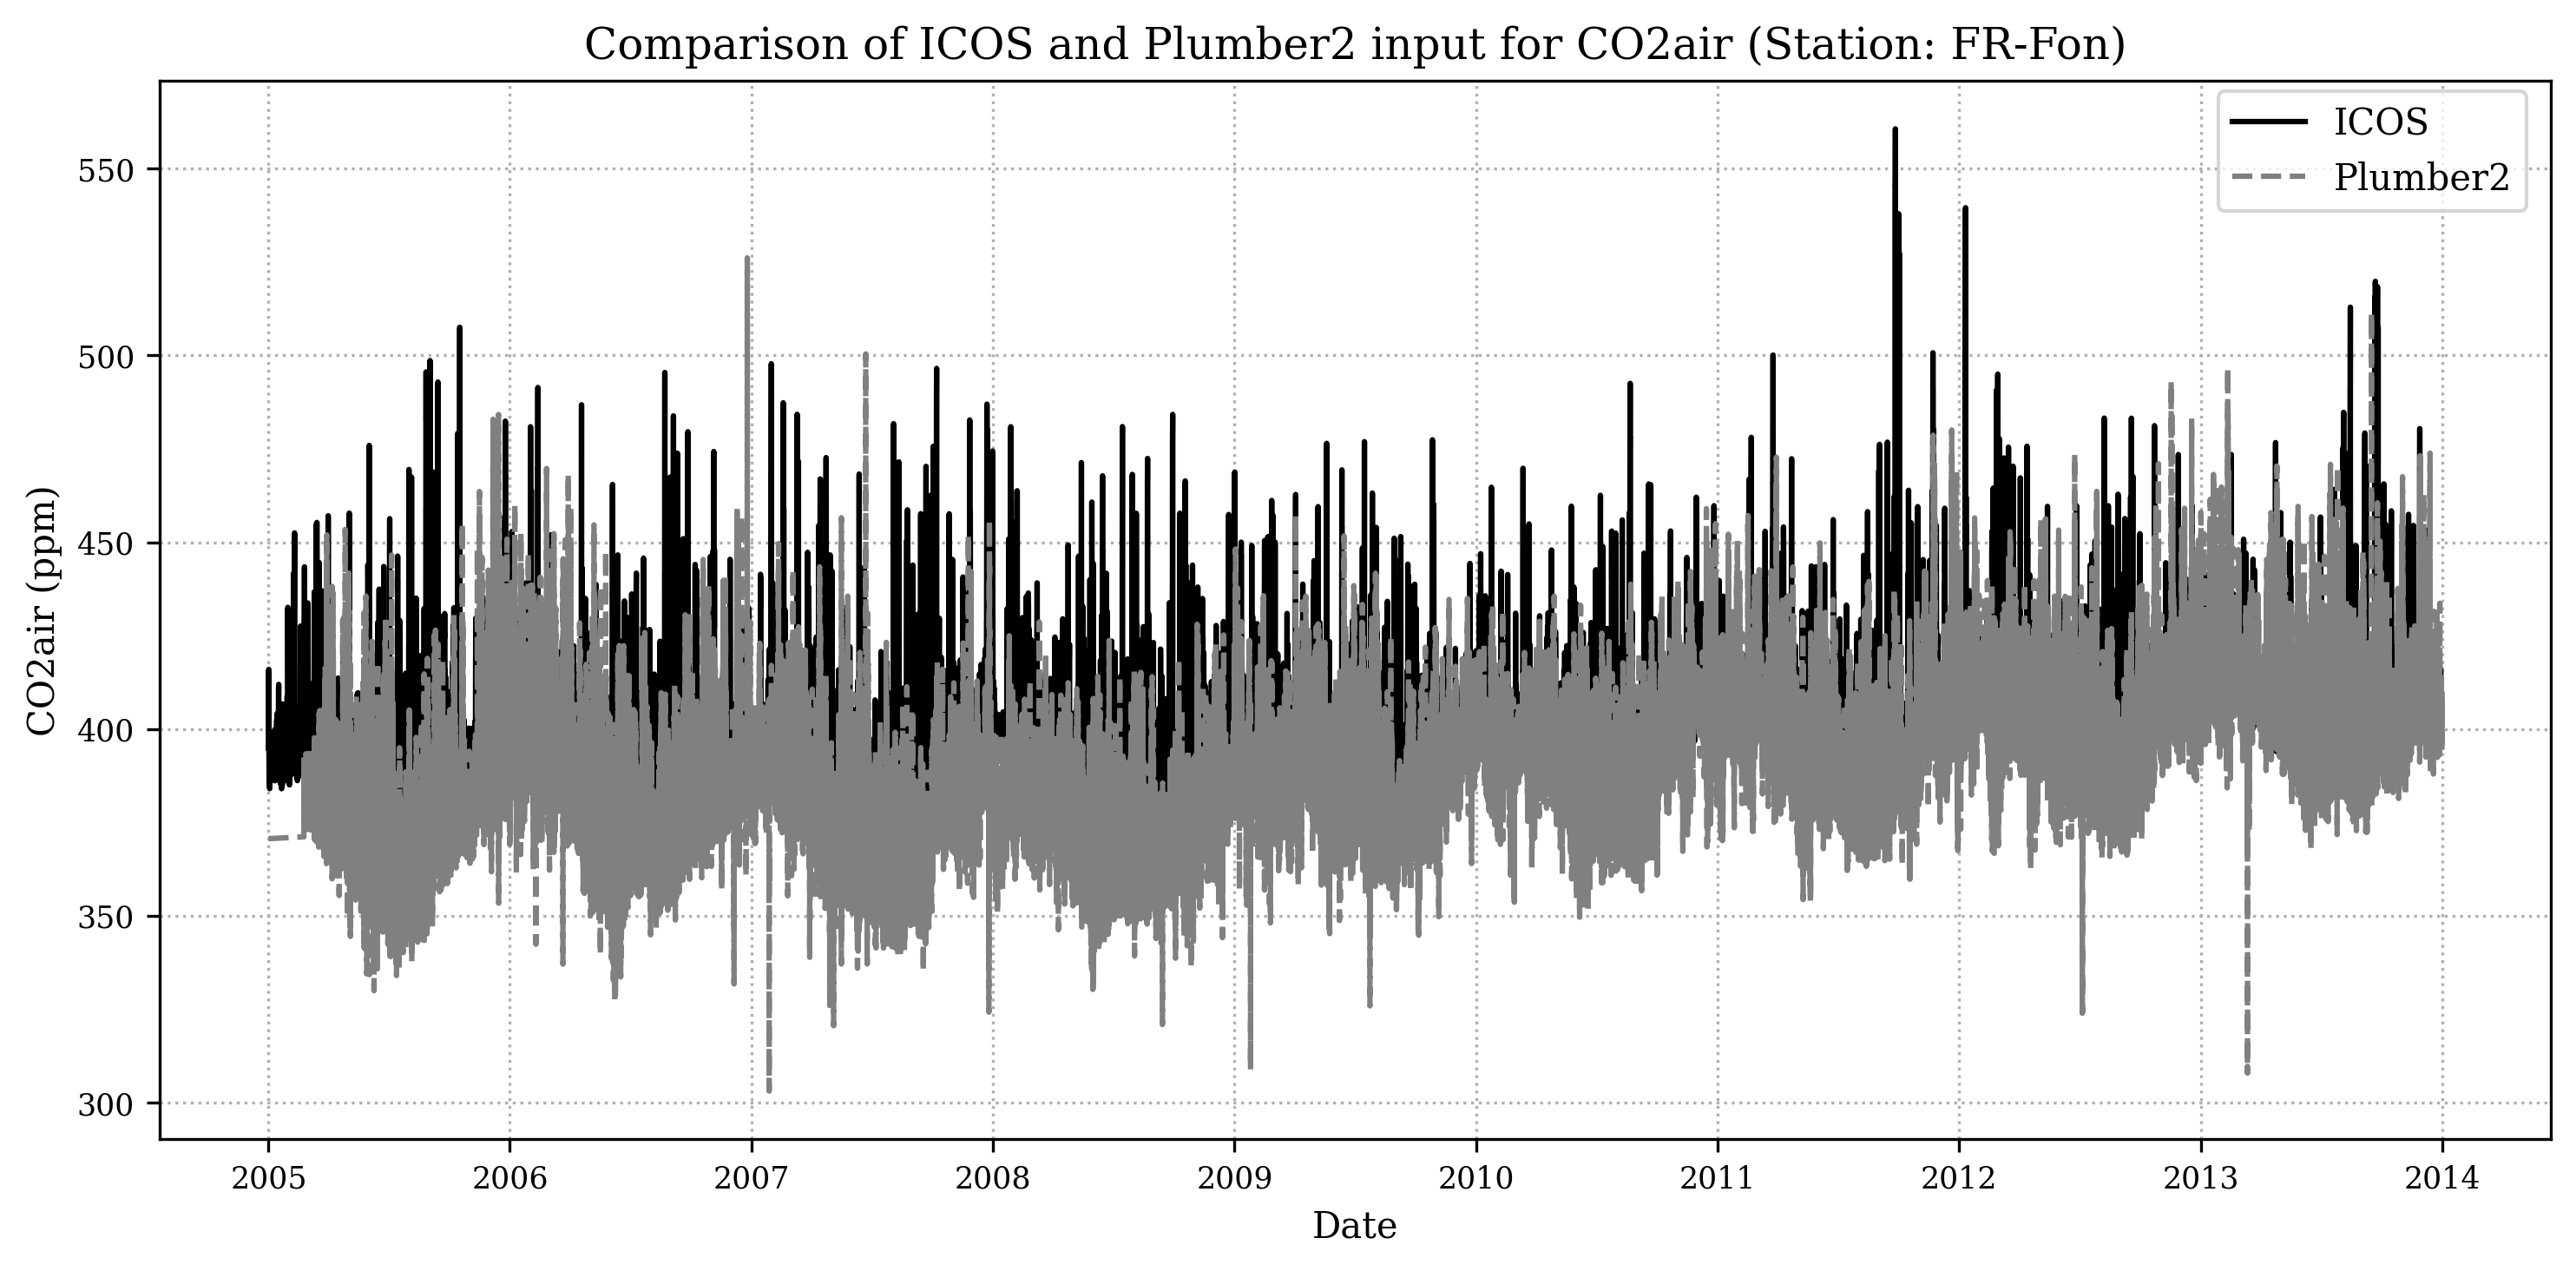 Comparison of ICOS and Plumber2 input for CO2air (Station: FR-Fon)
ICOS
Plumber2
CO2air (ppm)
550
500
450
400
350
300
2005 2006 2007 2008 2009 2010 2011 2012 2013 2014
Date